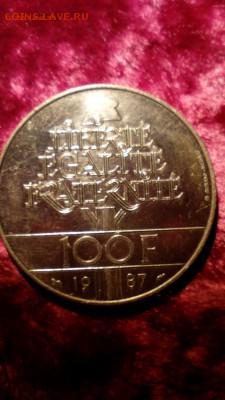 COINS.LAVE.RU
LIBERTE
EGALITE
FRATERNITE
100 F
19 87